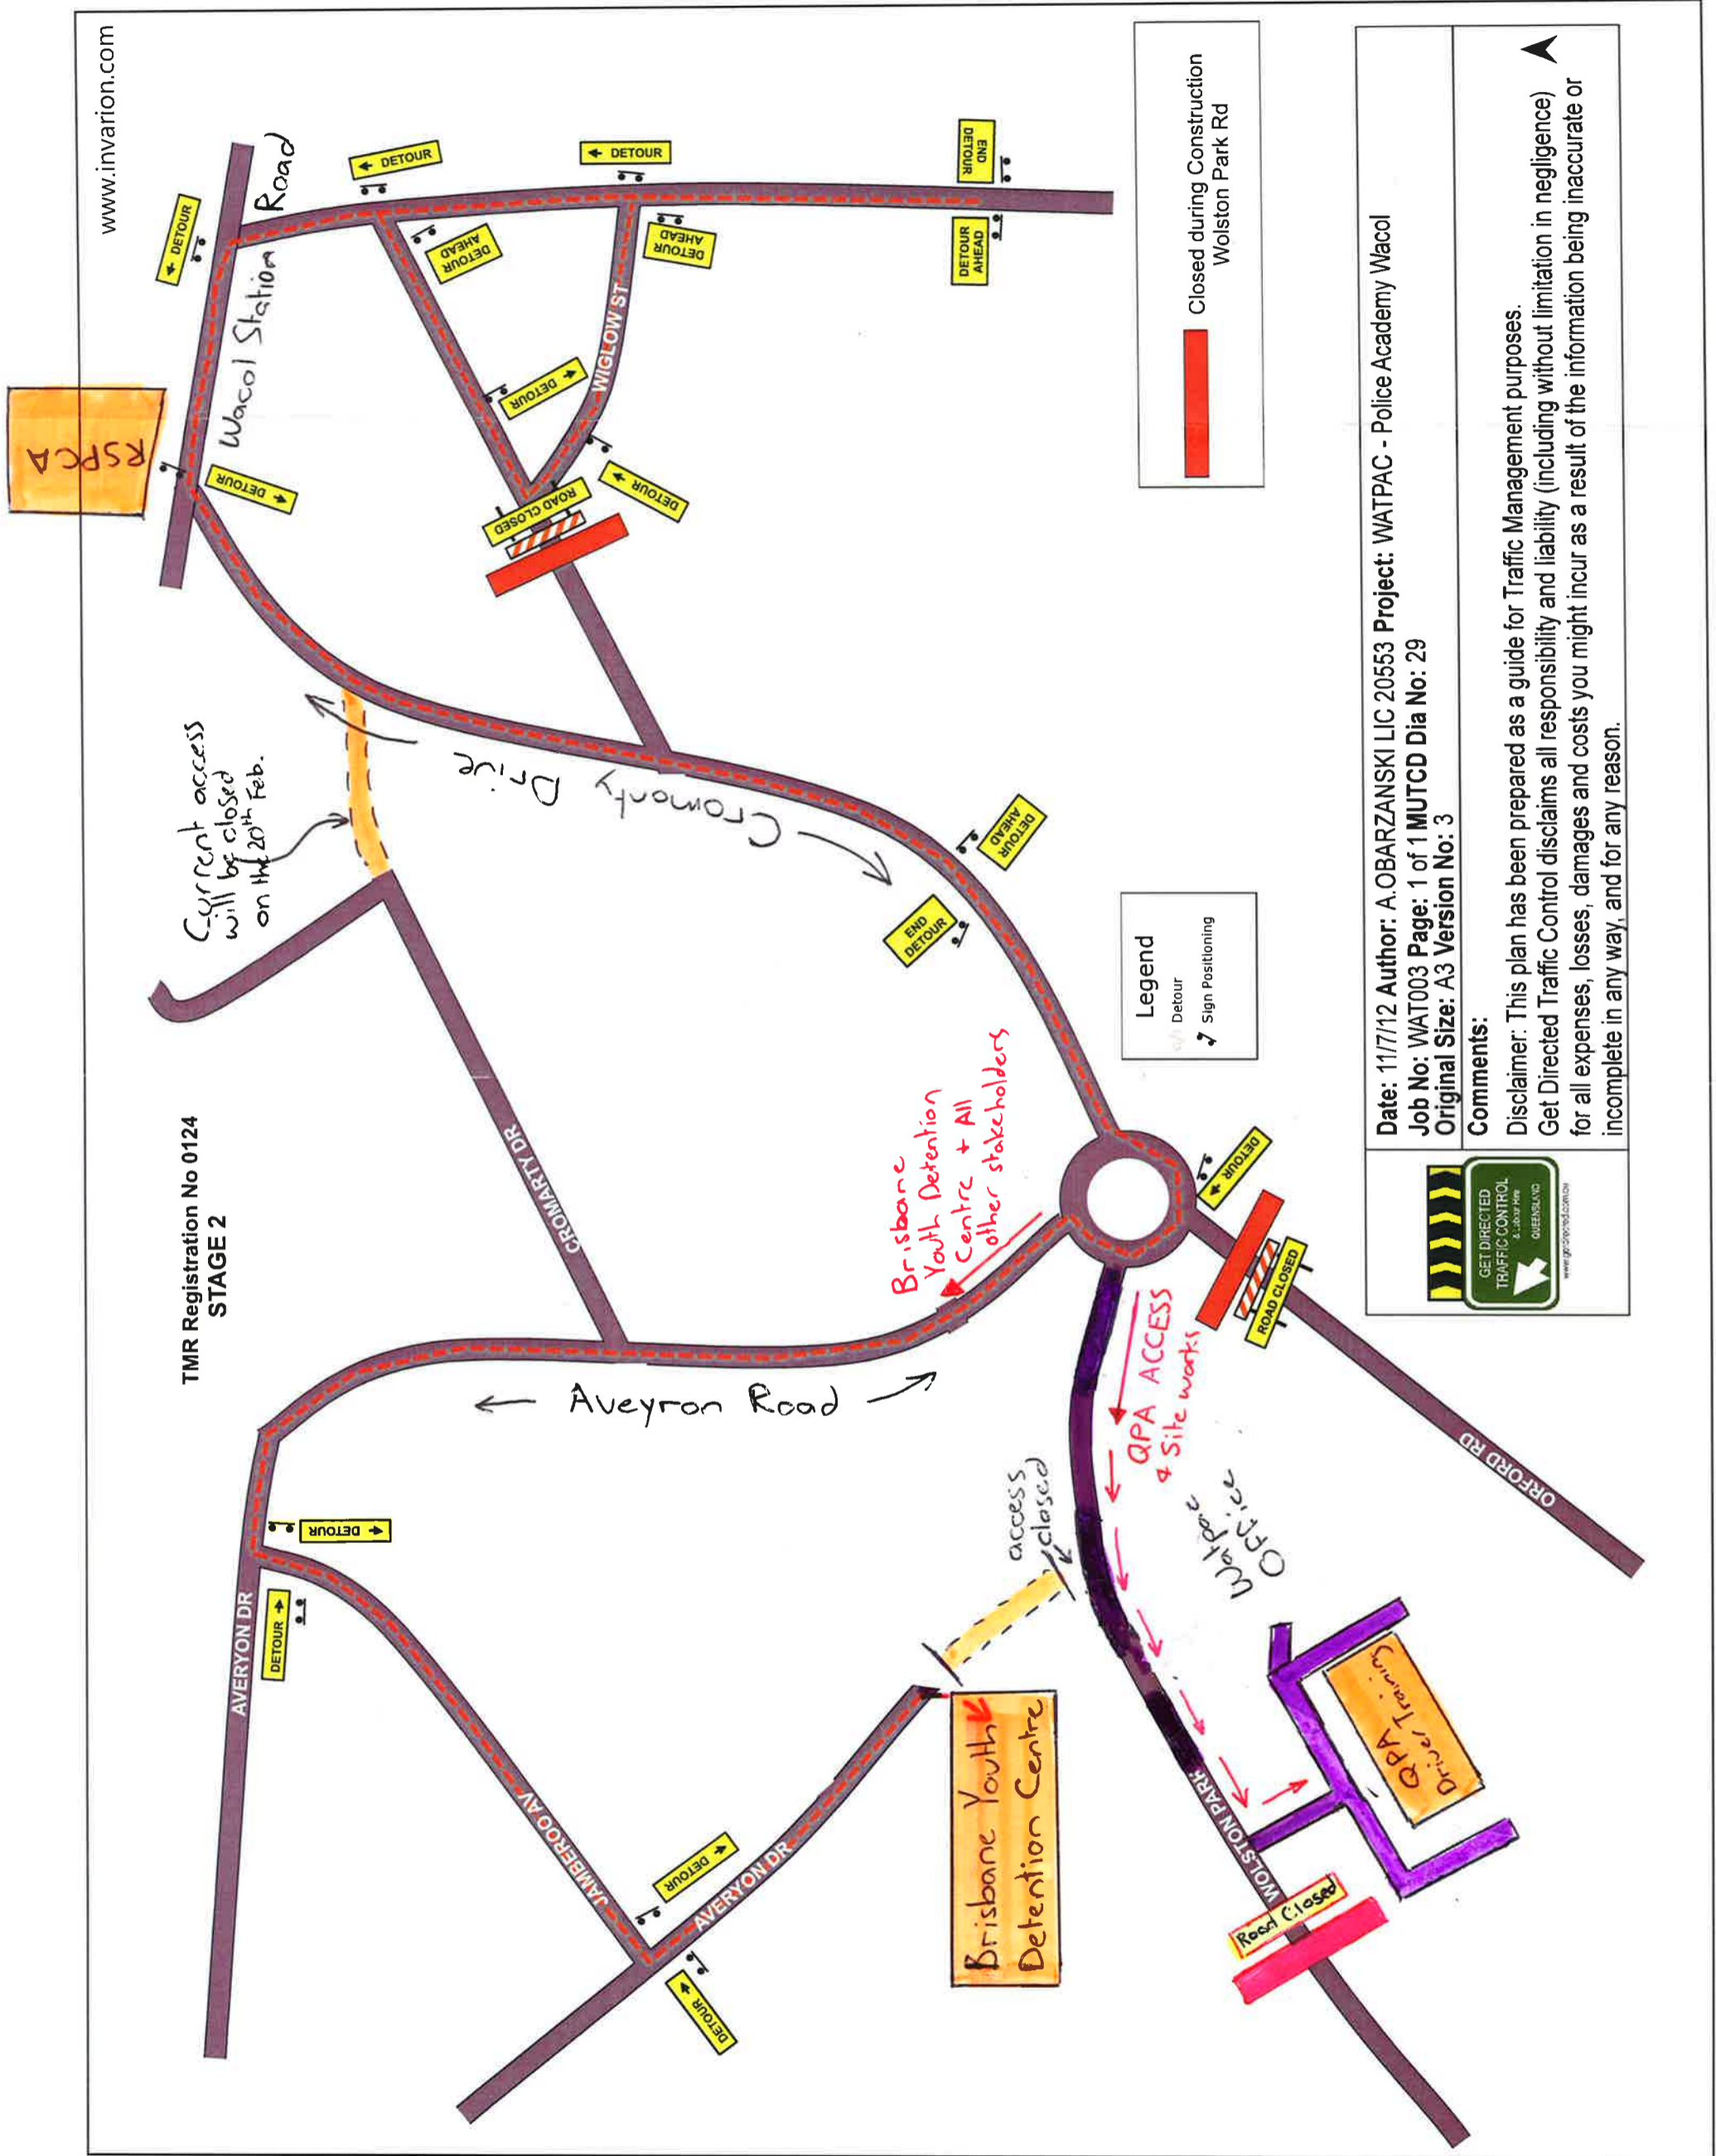 www.invarion.com
TMR Registration No 0124
STAGE 2
RSPCA
Wacol Station
Road
← DETOUR
DETOUR →
← DETOUR
← DETOUR
DETOUR
AHEAD
DETOUR
AHEAD
DETOUR
AHEAD
END
DETOUR
WIGLOW ST
DETOUR →
DETOUR →
ROAD CLOSED
Current access
will be closed
on the 20th Feb.
Cromarty Drive
CROMARTY DR
DETOUR
AHEAD
END
DETOUR
AVERYON DR
← DETOUR
DETOUR →
← Aveyron Road →
JAMBEROO AV
← DETOUR
DETOUR →
AVERYON DR
Brisbane
Youth Detention
Centre + All
other stakeholders
Brisbane Youth
Detention Centre
access
closed
QPA ACCESS
& Site works
Watpac
Office
← DETOUR
ROAD CLOSED
ORFORD RD
WOLSTON PARK
Road Closed
QPA
Driver Training
Legend
Detour
Sign Positioning
Closed during Construction
Wolston Park Rd
GET DIRECTED
TRAFFIC CONTROL
& Labour Hire
QUEENSLAND
www.getdirected.com.au
Date: 11/7/12 Author: A.OBARZANSKI LIC 20553 Project: WATPAC - Police Academy Wacol
Job No: WAT003 Page: 1 of 1 MUTCD Dia No: 29
Original Size: A3 Version No: 3
Comments:
Disclaimer: This plan has been prepared as a guide for Traffic Management purposes.
Get Directed Traffic Control disclaims all responsibility and liability (including without limitation in negligence)
for all expenses, losses, damages and costs you might incur as a result of the information being inaccurate or
incomplete in any way, and for any reason.